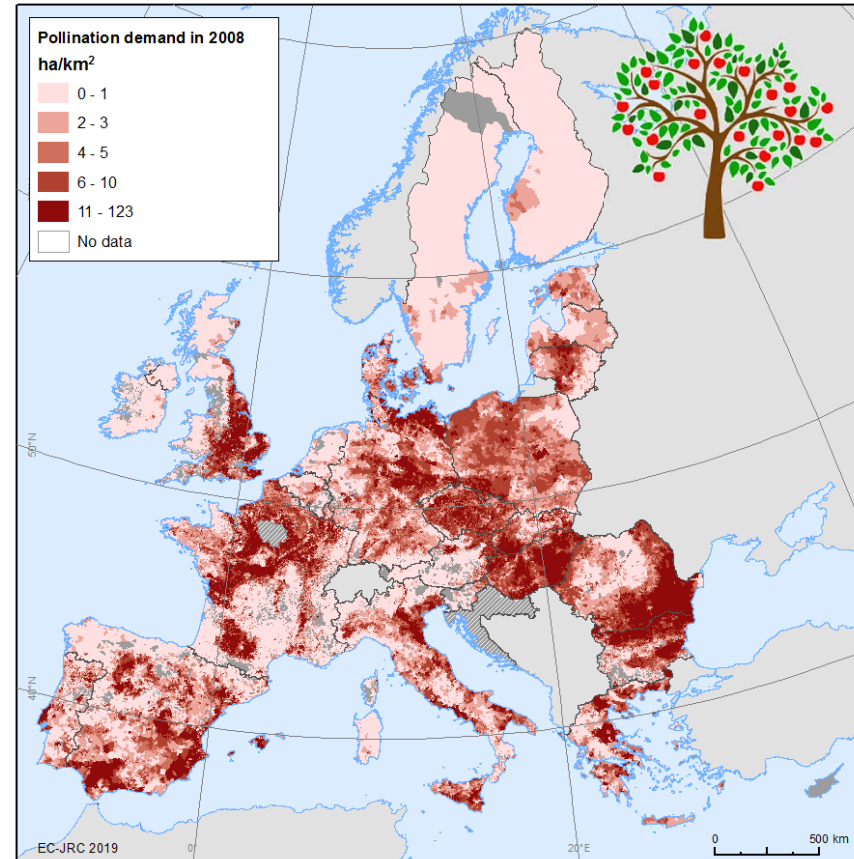 Pollination demand in 2008
ha/km²
0 - 1
2 - 3
4 - 5
6 - 10
11 - 123
No data
50°N
40°N
EC-JRC 2019
0°
20°E
0
500 km